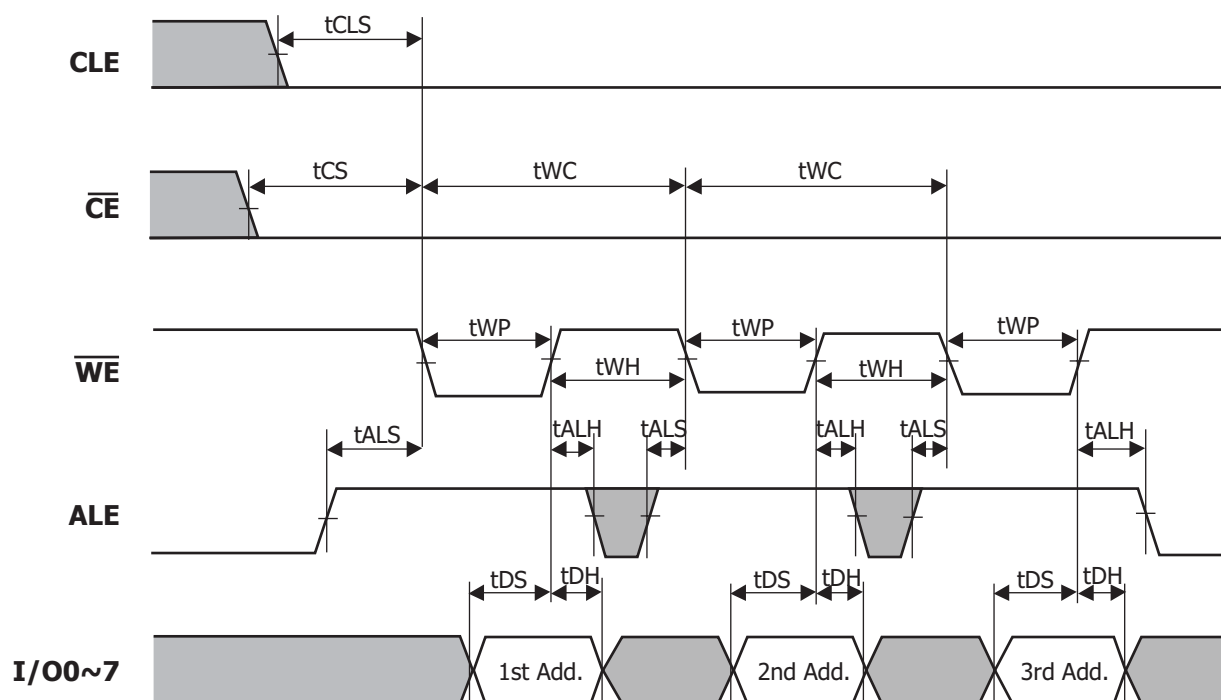 tCLS
CLE
tCS tWC tWC
CE
tWP tWP tWP
WE
tWH tWH
tALS tALH tALS tALH tALS tALH
ALE
tDS tDH tDS tDH tDS tDH
I/O0~7 1st Add. 2nd Add. 3rd Add.